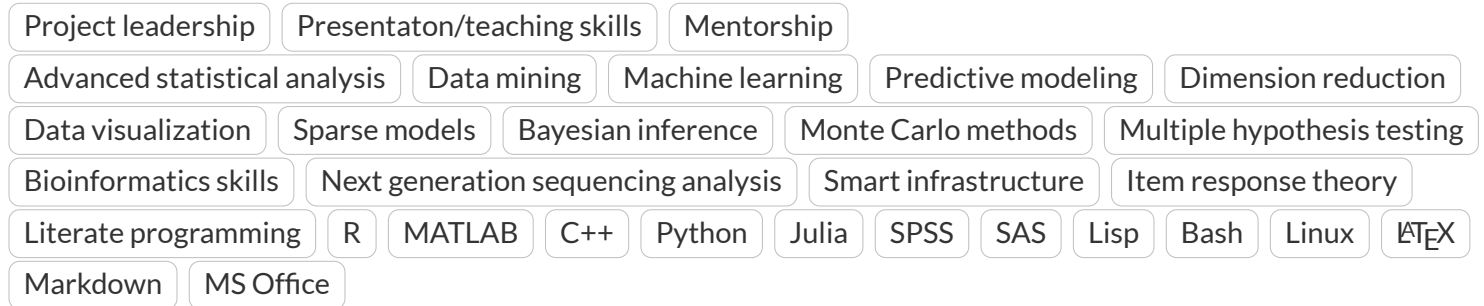 Project leadership Presentaton/teaching skills Mentorship
Advanced statistical analysis Data mining Machine learning Predictive modeling Dimension reduction
Data visualization Sparse models Bayesian inference Monte Carlo methods Multiple hypothesis testing
Bioinformatics skills Next generation sequencing analysis Smart infrastructure Item response theory
Literate programming R MATLAB C++ Python Julia SPSS SAS Lisp Bash Linux LATEX
Markdown MS Office